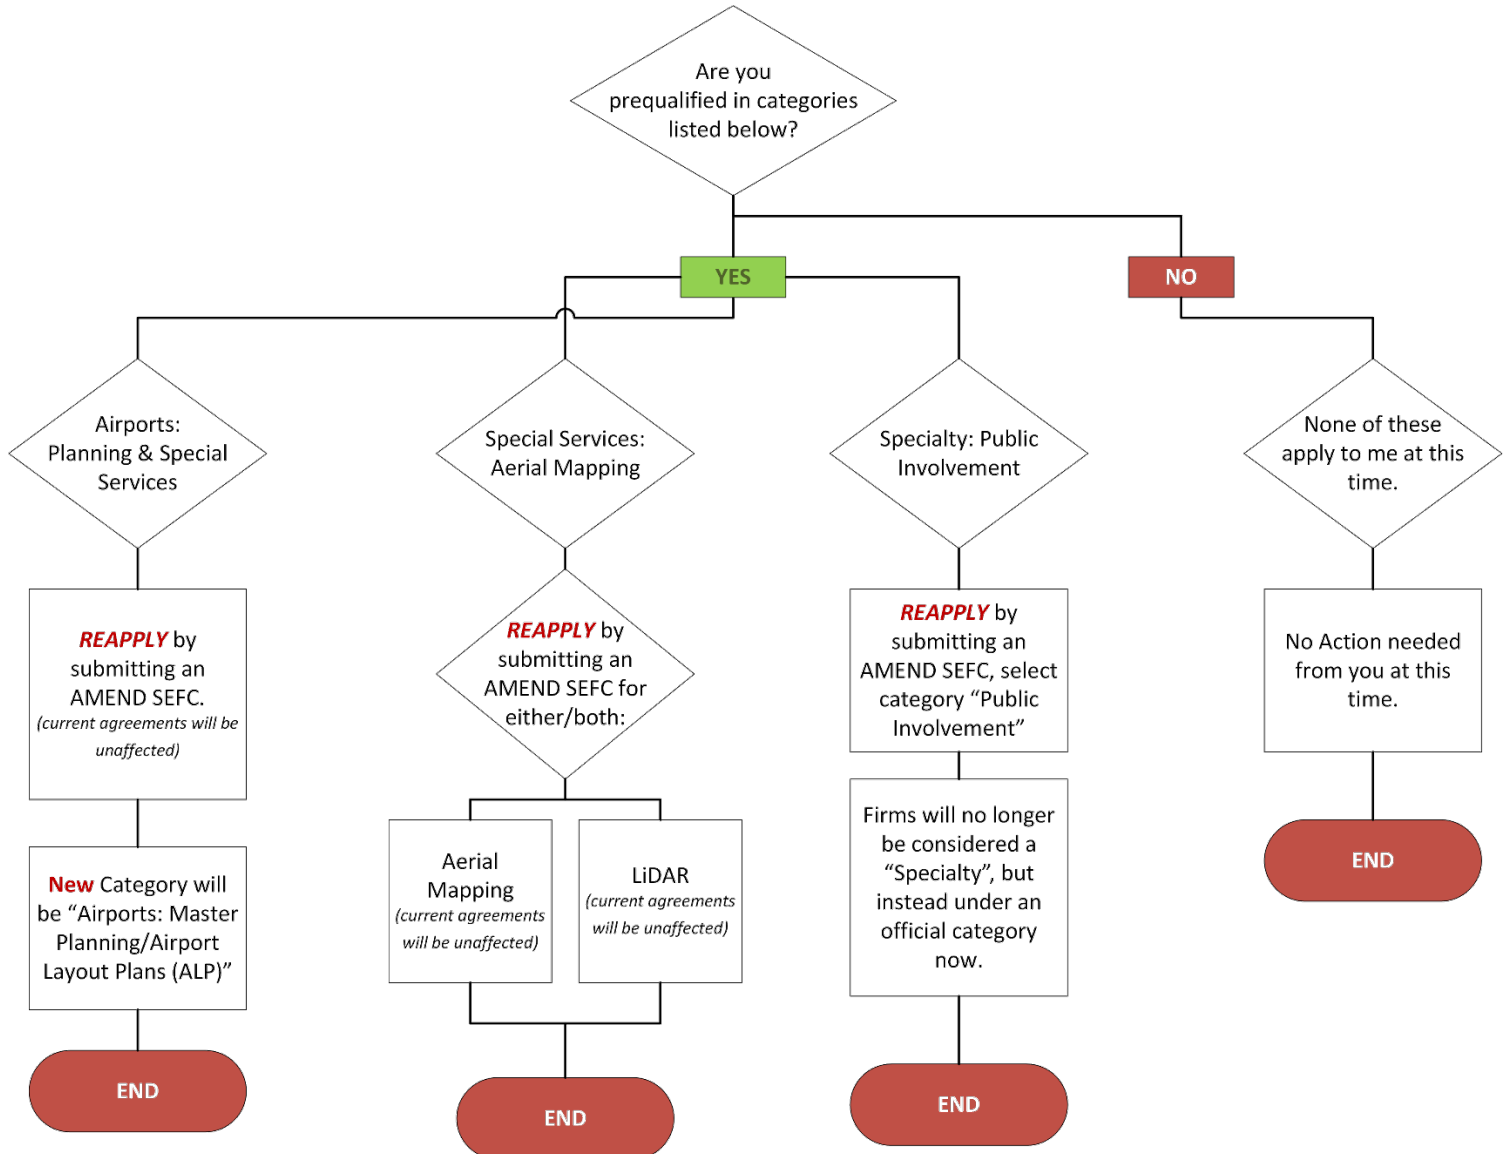 Are you
prequalified in categories
listed below?
YES
NO
Airports:
Planning & Special
Services
Special Services:
Aerial Mapping
Specialty: Public
Involvement
None of these
apply to me at this
time.
REAPPLY by
submitting an
AMEND SEFC.
(current agreements will be
unaffected)
REAPPLY by
submitting an
AMEND SEFC for
either/both:
REAPPLY by
submitting an
AMEND SEFC, select
category “Public
Involvement”
No Action needed
from you at this
time.
New Category will
be “Airports: Master
Planning/Airport
Layout Plans (ALP)”
Aerial
Mapping
(current agreements
will be unaffected)
LiDAR
(current agreements
will be unaffected)
Firms will no longer
be considered a
“Specialty”, but
instead under an
official category
now.
END
END
END
END